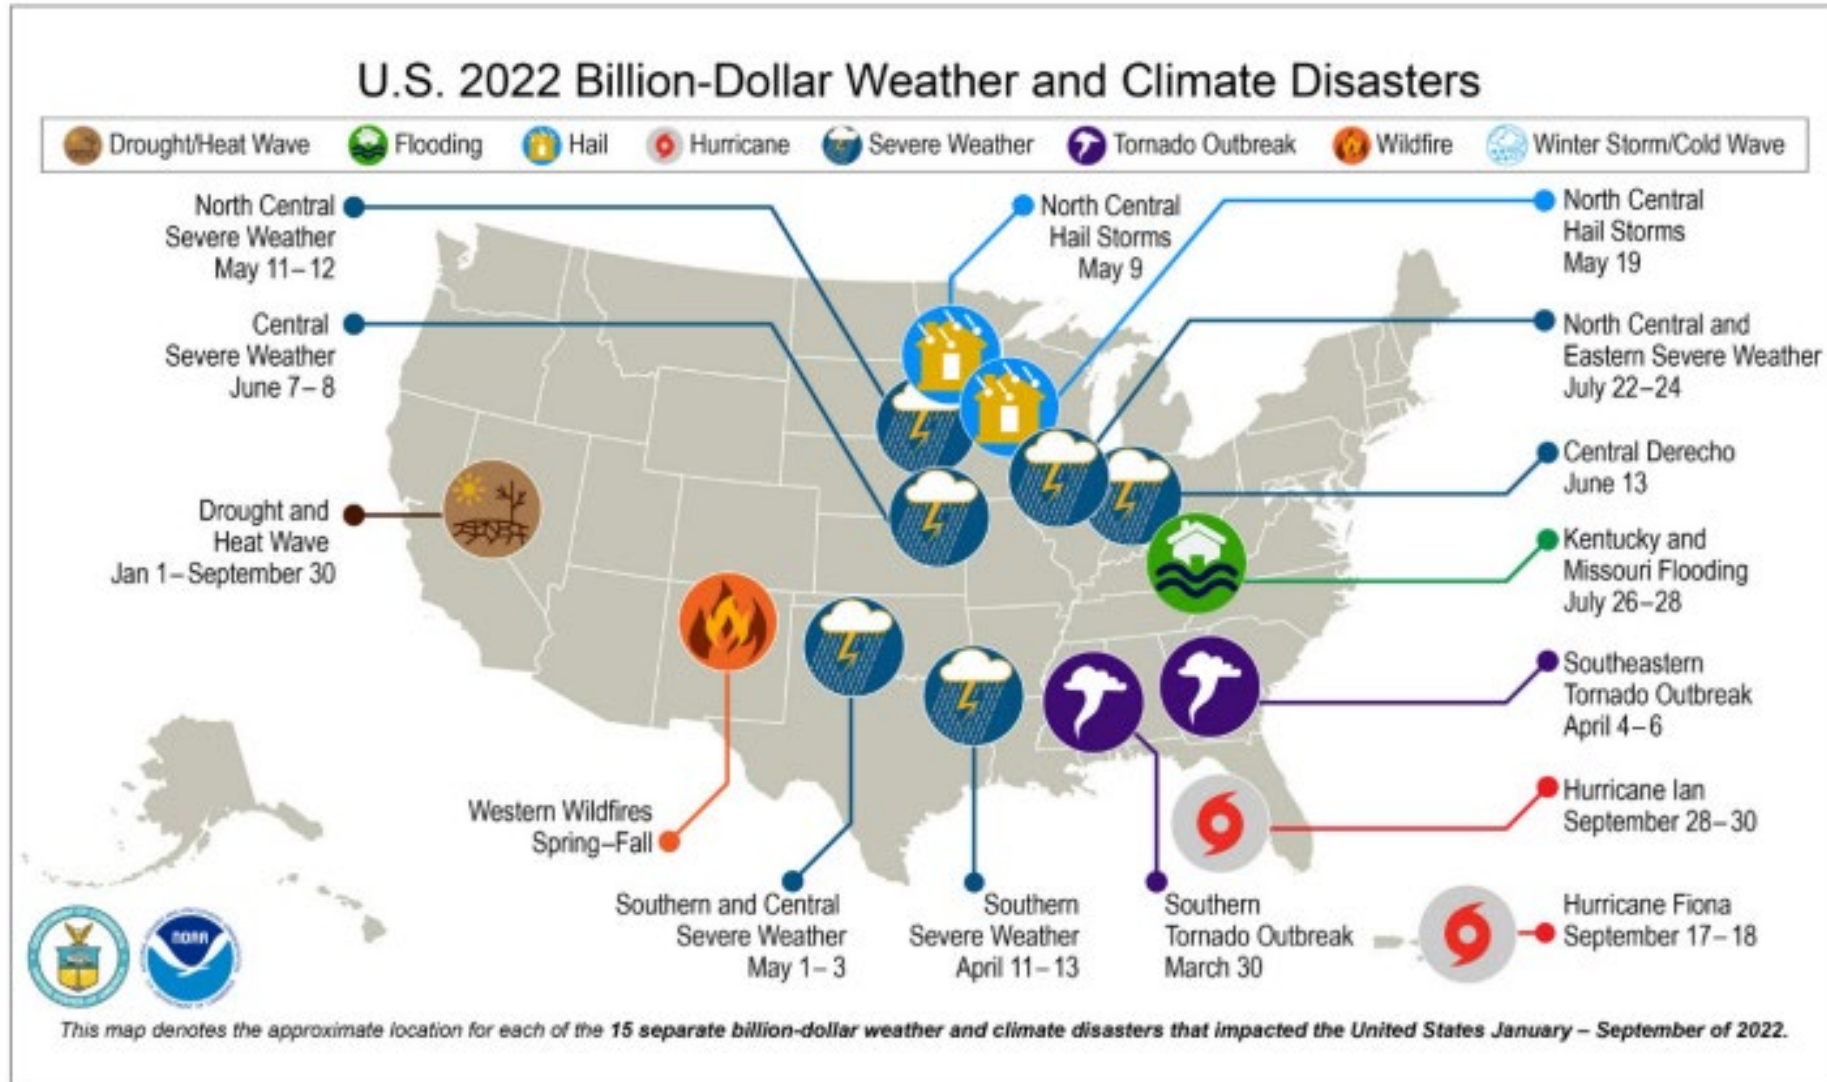 U.S. 2022 Billion-Dollar Weather and Climate Disasters
Drought/Heat Wave
Flooding
Hail
Hurricane
Severe Weather
Tornado Outbreak
Wildfire
Winter Storm/Cold Wave
North Central
Severe Weather
May 11–12
North Central
Hail Storms
May 9
North Central
Hail Storms
May 19
Central
Severe Weather
June 7–8
North Central and
Eastern Severe Weather
July 22–24
Central Derecho
June 13
Drought and
Heat Wave
Jan 1–September 30
Kentucky and
Missouri Flooding
July 26–28
Southeastern
Tornado Outbreak
April 4–6
Western Wildfires
Spring–Fall
Hurricane Ian
September 28–30
Southern and Central
Severe Weather
May 1–3
Southern
Severe Weather
April 11–13
Southern
Tornado Outbreak
March 30
Hurricane Fiona
September 17–18
NOAA
This map denotes the approximate location for each of the 15 separate billion-dollar weather and climate disasters that impacted the United States January – September of 2022.